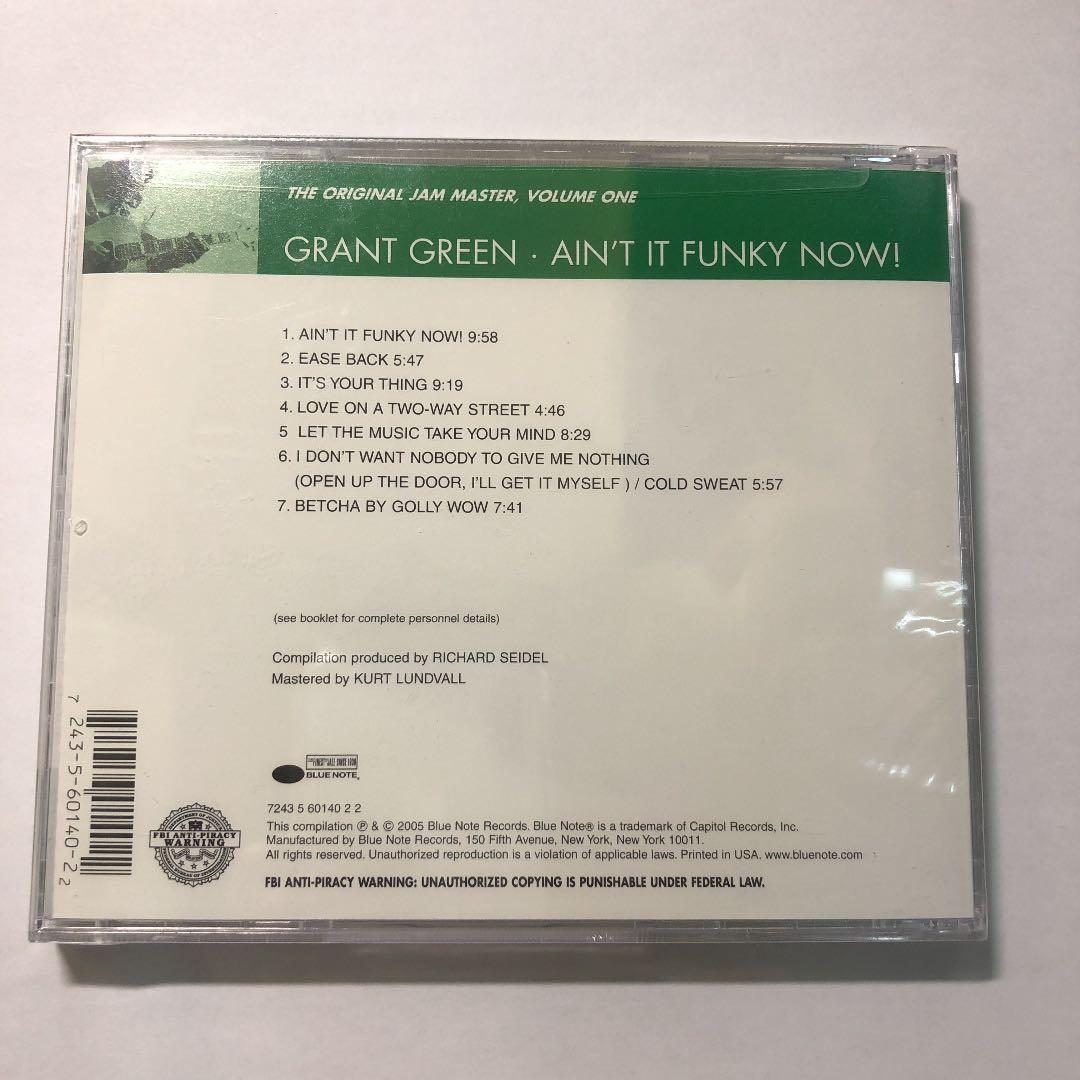 THE ORIGINAL JAM MASTER, VOLUME ONE
GRANT GREEN · AIN'T IT FUNKY NOW!
1. AIN'T IT FUNKY NOW! 9:58
2. EASE BACK 5:47
3. IT'S YOUR THING 9:19
4. LOVE ON A TWO-WAY STREET 4:46
5 LET THE MUSIC TAKE YOUR MIND 8:29
6. I DON'T WANT NOBODY TO GIVE ME NOTHING
(OPEN UP THE DOOR, I'LL GET IT MYSELF ) / COLD SWEAT 5:57
7. BETCHA BY GOLLY WOW 7:41
(see booklet for complete personnel details)
Compilation produced by RICHARD SEIDEL
Mastered by KURT LUNDVALL
7 243-5-60140-2 2
BLUE NOTE
FBI ANTI-PIRACY
WARNING
7243 5 60140 2 2
This compilation ℗ & © 2005 Blue Note Records. Blue Note® is a trademark of Capitol Records, Inc.
Manufactured by Blue Note Records, 150 Fifth Avenue, New York, New York 10011.
All rights reserved. Unauthorized reproduction is a violation of applicable laws. Printed in USA. www.bluenote.com
FBI ANTI-PIRACY WARNING: UNAUTHORIZED COPYING IS PUNISHABLE UNDER FEDERAL LAW.